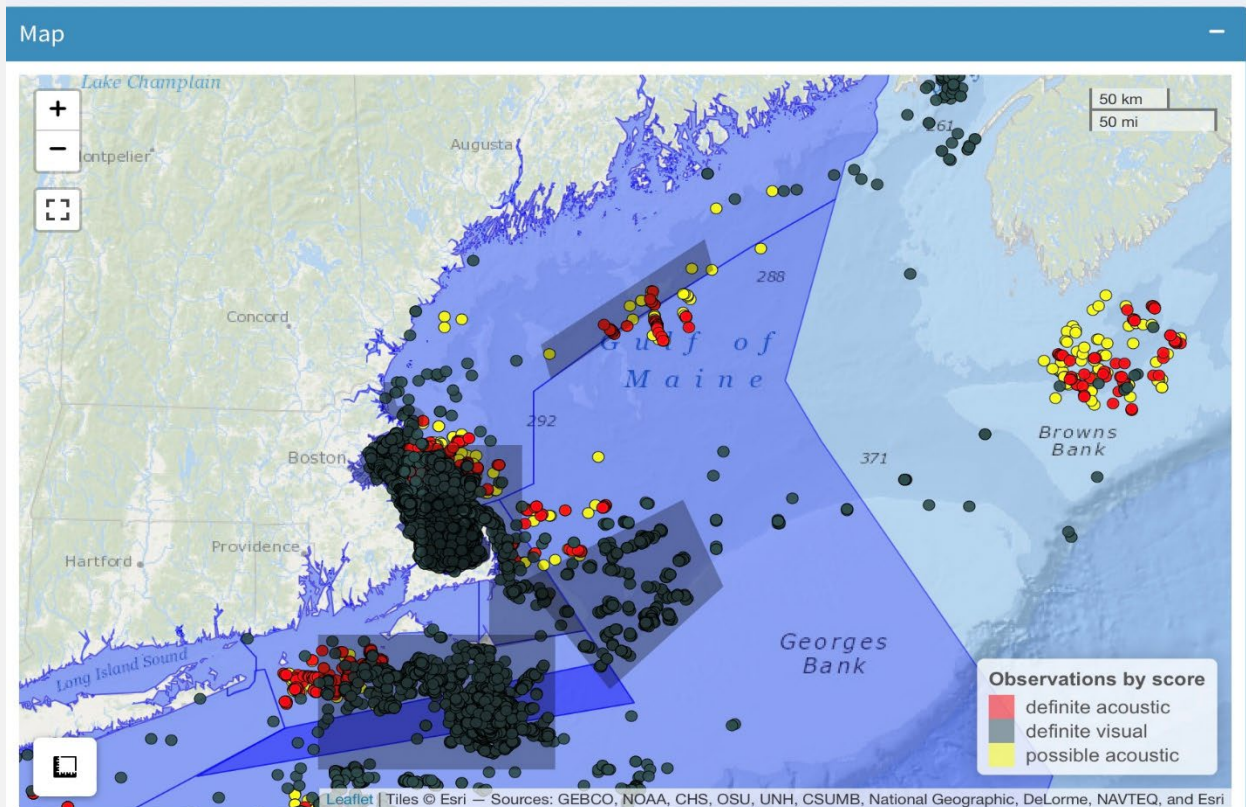 Map
Lake Champlain
+
50 km
50 mi
−
ontpelier
Augusta
261
288
Concord
Gulf of
Maine
292
Browns
Bank
Boston
371
Hartford
Providence
Georges
Bank
Long Island Sound
Observations by score
definite acoustic
definite visual
possible acoustic
Leaflet | Tiles © Esri — Sources: GEBCO, NOAA, CHS, OSU, UNH, CSUMB, National Geographic, DeLorme, NAVTEQ, and Esri